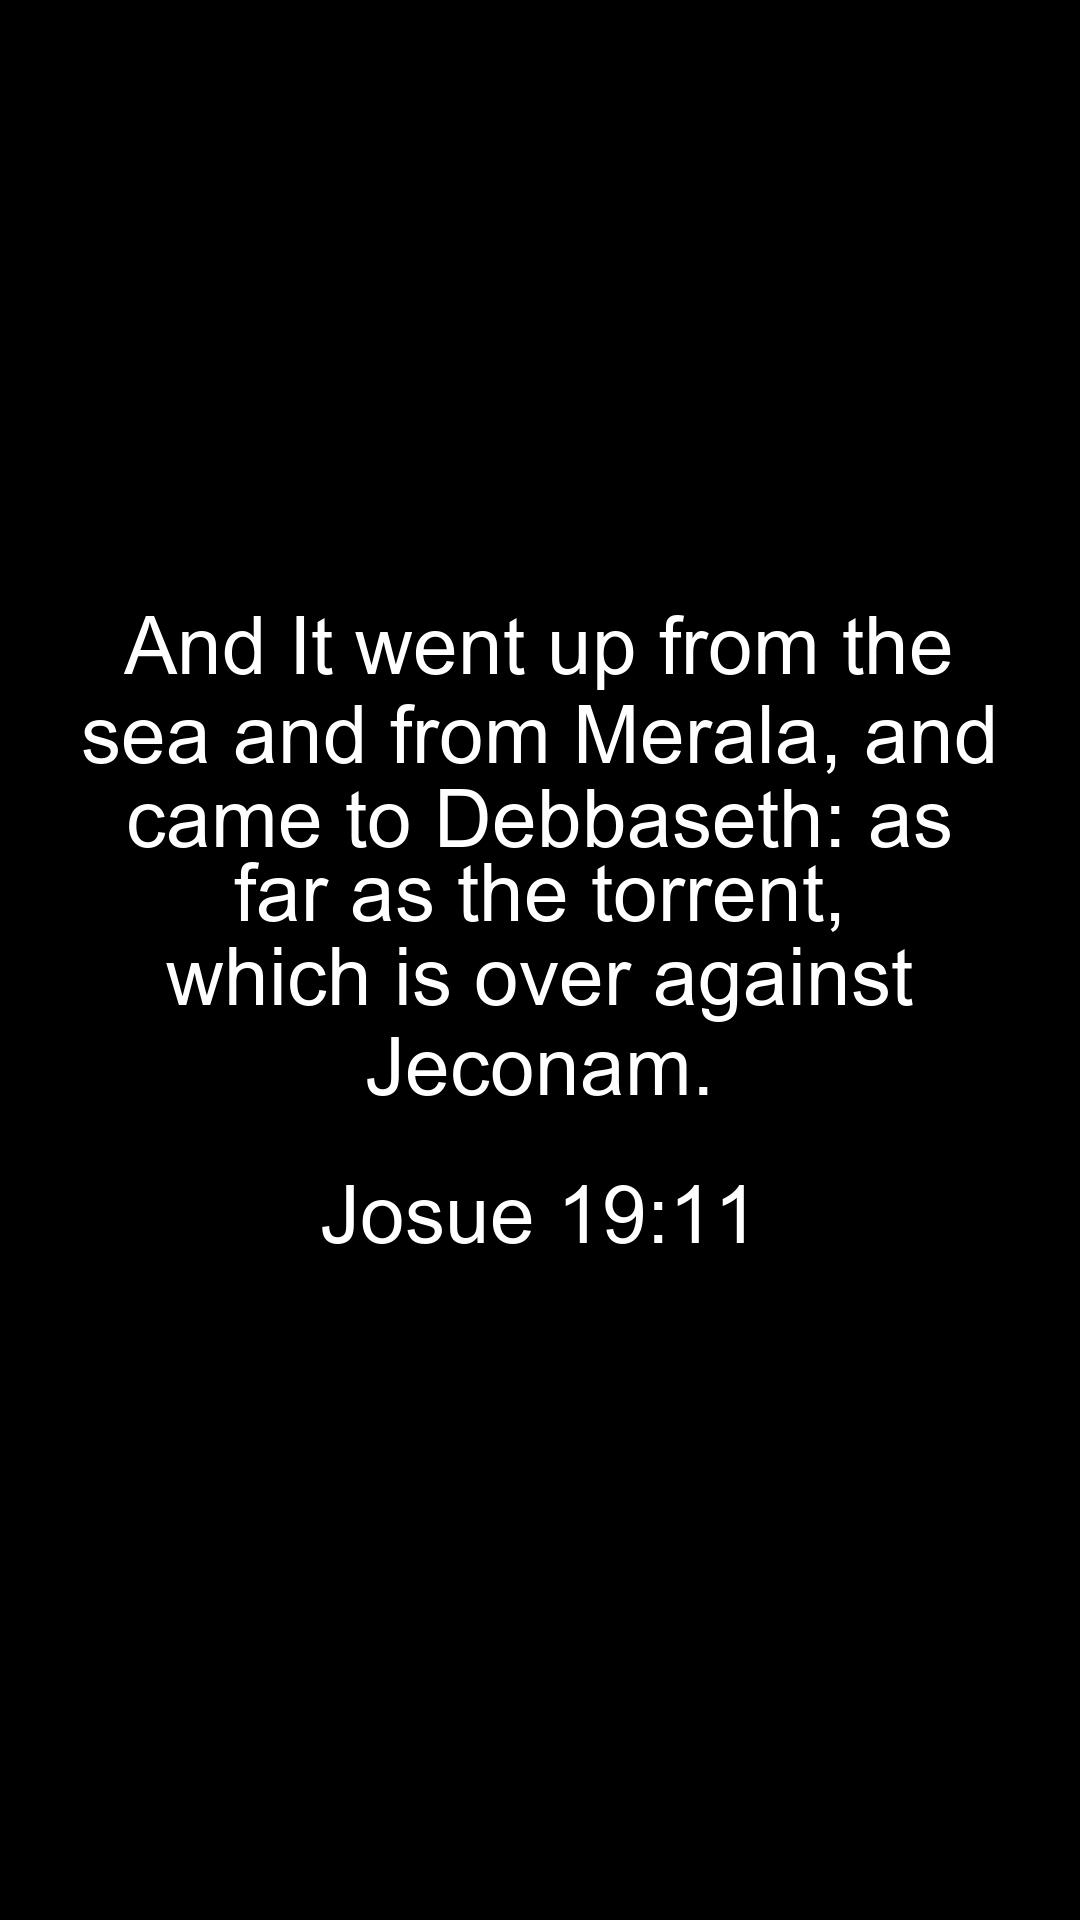 And It went up from the
sea and from Merala, and
came to Debbaseth: as
far as the torrent,
which is over against
Jeconam.
Josue 19:11